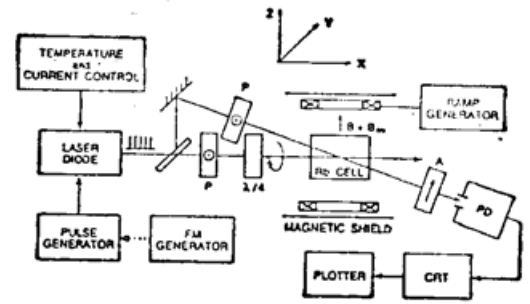 Z
Y
X
TEMPERATURE
and
CURRENT CONTROL
P
RAMP
GENERATOR
B + Bm
LASER
DIODE
A
Rb CELL
P
λ/4
PD
PULSE
GENERATOR
FM
GENERATOR
MAGNETIC SHIELD
PLOTTER
CRT